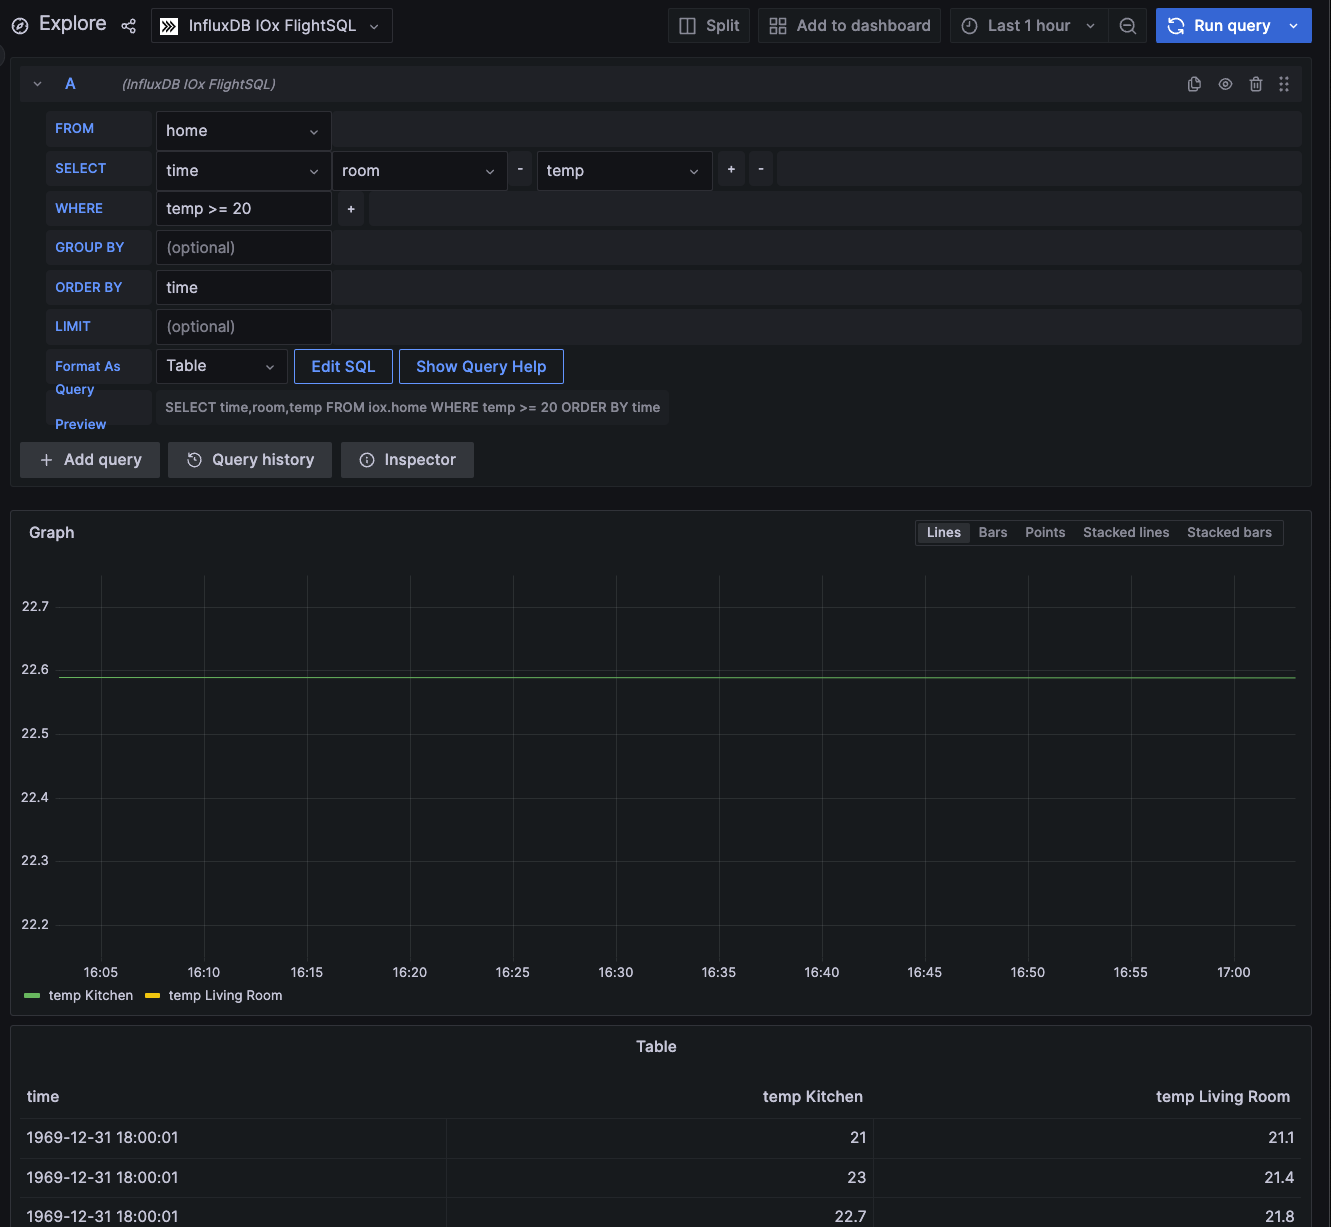 Explore InfluxDB IOx FlightSQL Split Add to dashboard Last 1 hour Run query
A (InfluxDB IOx FlightSQL)
FROM home
SELECT time room - temp + -
WHERE temp >= 20 +
GROUP BY (optional)
ORDER BY time
LIMIT (optional)
Format As Table Edit SQL Show Query Help
Query
Preview SELECT time,room,temp FROM iox.home WHERE temp >= 20 ORDER BY time
+ Add query Query history Inspector
Graph Lines Bars Points Stacked lines Stacked bars
22.7
22.6
22.5
22.4
22.3
22.2
16:05 16:10 16:15 16:20 16:25 16:30 16:35 16:40 16:45 16:50 16:55 17:00
temp Kitchen temp Living Room
Table
time temp Kitchen temp Living Room
1969-12-31 18:00:01 21 21.1
1969-12-31 18:00:01 23 21.4
1969-12-31 18:00:01 22.7 21.8